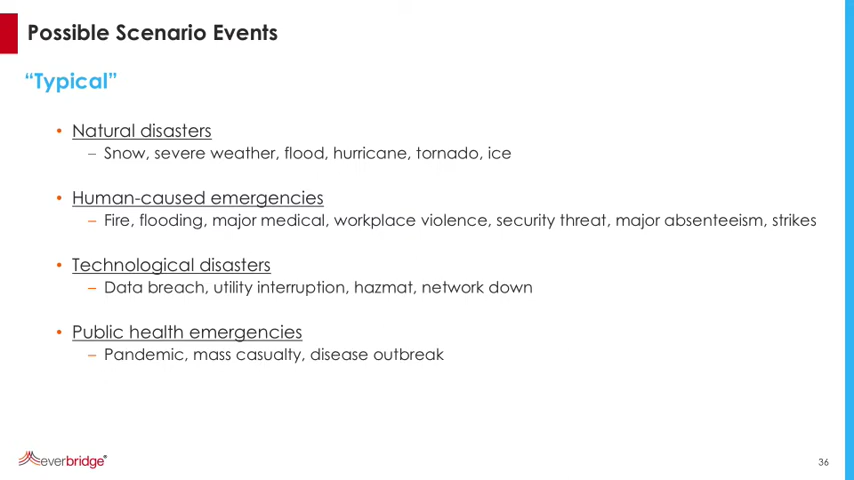 Possible Scenario Events
“Typical”
• Natural disasters
– Snow, severe weather, flood, hurricane, tornado, ice
• Human-caused emergencies
– Fire, flooding, major medical, workplace violence, security threat, major absenteeism, strikes
• Technological disasters
– Data breach, utility interruption, hazmat, network down
• Public health emergencies
– Pandemic, mass casualty, disease outbreak
everbridge®
36